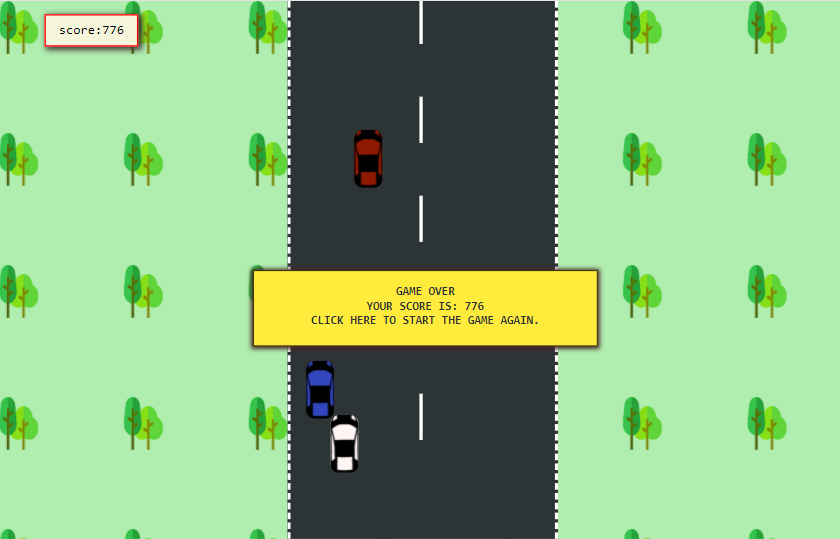 score:776
GAME OVER
YOUR SCORE IS: 776
CLICK HERE TO START THE GAME AGAIN.